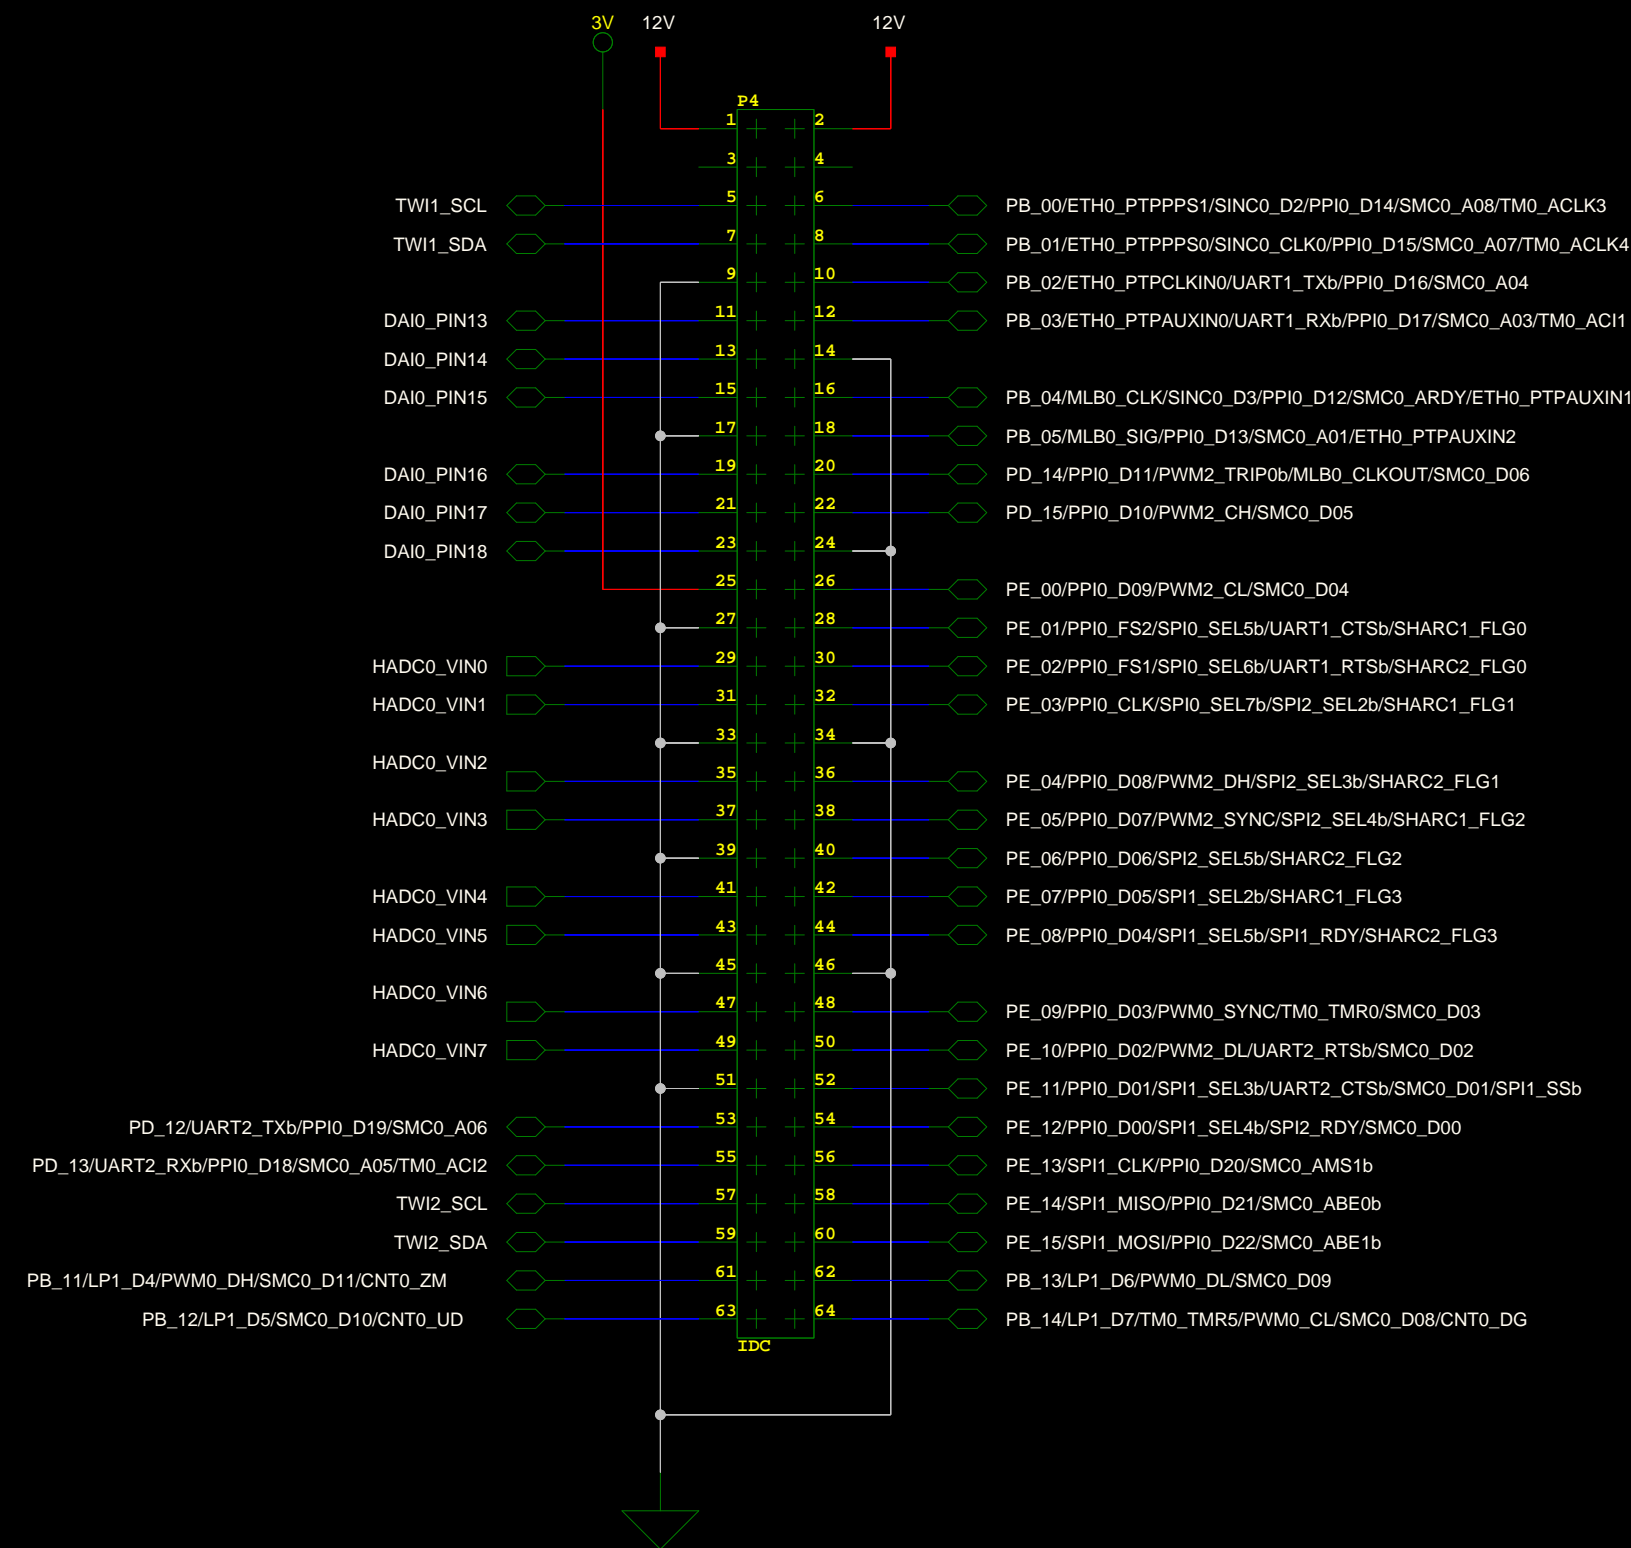 3V 12V 12V
P4
1 2
3 4
TWI1_SCL 5 6 PB_00/ETH0_PTPPPS1/SINC0_D2/PPI0_D14/SMC0_A08/TM0_ACLK3
TWI1_SDA 7 8 PB_01/ETH0_PTPPPS0/SINC0_CLK0/PPI0_D15/SMC0_A07/TM0_ACLK4
9 10 PB_02/ETH0_PTPCLKIN0/UART1_TXb/PPI0_D16/SMC0_A04
DAI0_PIN13 11 12 PB_03/ETH0_PTPAUXIN0/UART1_RXb/PPI0_D17/SMC0_A03/TM0_ACI1
DAI0_PIN14 13 14
DAI0_PIN15 15 16 PB_04/MLB0_CLK/SINC0_D3/PPI0_D12/SMC0_ARDY/ETH0_PTPAUXIN1
17 18 PB_05/MLB0_SIG/PPI0_D13/SMC0_A01/ETH0_PTPAUXIN2
DAI0_PIN16 19 20 PD_14/PPI0_D11/PWM2_TRIP0b/MLB0_CLKOUT/SMC0_D06
DAI0_PIN17 21 22 PD_15/PPI0_D10/PWM2_CH/SMC0_D05
DAI0_PIN18 23 24
25 26 PE_00/PPI0_D09/PWM2_CL/SMC0_D04
27 28 PE_01/PPI0_FS2/SPI0_SEL5b/UART1_CTSb/SHARC1_FLG0
HADC0_VIN0 29 30 PE_02/PPI0_FS1/SPI0_SEL6b/UART1_RTSb/SHARC2_FLG0
HADC0_VIN1 31 32 PE_03/PPI0_CLK/SPI0_SEL7b/SPI2_SEL2b/SHARC1_FLG1
33 34
HADC0_VIN2 35 36 PE_04/PPI0_D08/PWM2_DH/SPI2_SEL3b/SHARC2_FLG1
HADC0_VIN3 37 38 PE_05/PPI0_D07/PWM2_SYNC/SPI2_SEL4b/SHARC1_FLG2
39 40 PE_06/PPI0_D06/SPI2_SEL5b/SHARC2_FLG2
HADC0_VIN4 41 42 PE_07/PPI0_D05/SPI1_SEL2b/SHARC1_FLG3
HADC0_VIN5 43 44 PE_08/PPI0_D04/SPI1_SEL5b/SPI1_RDY/SHARC2_FLG3
45 46
HADC0_VIN6 47 48 PE_09/PPI0_D03/PWM0_SYNC/TM0_TMR0/SMC0_D03
HADC0_VIN7 49 50 PE_10/PPI0_D02/PWM2_DL/UART2_RTSb/SMC0_D02
51 52 PE_11/PPI0_D01/SPI1_SEL3b/UART2_CTSb/SMC0_D01/SPI1_SSb
PD_12/UART2_TXb/PPI0_D19/SMC0_A06 53 54 PE_12/PPI0_D00/SPI1_SEL4b/SPI2_RDY/SMC0_D00
PD_13/UART2_RXb/PPI0_D18/SMC0_A05/TM0_ACI2 55 56 PE_13/SPI1_CLK/PPI0_D20/SMC0_AMS1b
TWI2_SCL 57 58 PE_14/SPI1_MISO/PPI0_D21/SMC0_ABE0b
TWI2_SDA 59 60 PE_15/SPI1_MOSI/PPI0_D22/SMC0_ABE1b
PB_11/LP1_D4/PWM0_DH/SMC0_D11/CNT0_ZM 61 62 PB_13/LP1_D6/PWM0_DL/SMC0_D09
PB_12/LP1_D5/SMC0_D10/CNT0_UD 63 64 PB_14/LP1_D7/TM0_TMR5/PWM0_CL/SMC0_D08/CNT0_DG
IDC